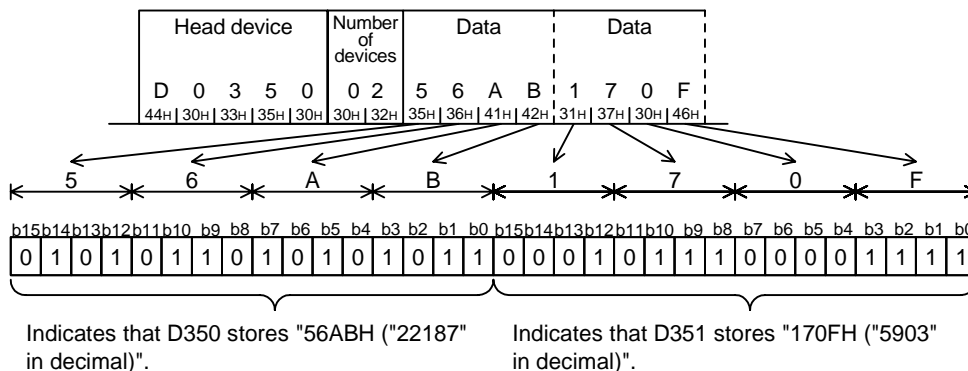 Head device Number of devices Data Data
D 0 3 5 0 0 2 5 6 A B 1 7 0 F
44H 30H 33H 35H 30H 30H 32H 35H 36H 41H 42H 31H 37H 30H 46H
5 6 A B 1 7 0 F
b15 b14 b13 b12 b11 b10 b9 b8 b7 b6 b5 b4 b3 b2 b1 b0 b15 b14 b13 b12 b11 b10 b9 b8 b7 b6 b5 b4 b3 b2 b1 b0
0 1 0 1 0 1 1 0 1 0 1 0 1 0 1 1 0 0 0 1 0 1 1 1 0 0 0 0 1 1 1 1
Indicates that D350 stores "56ABH ("22187"
in decimal)".
Indicates that D351 stores "170FH ("5903"
in decimal)".